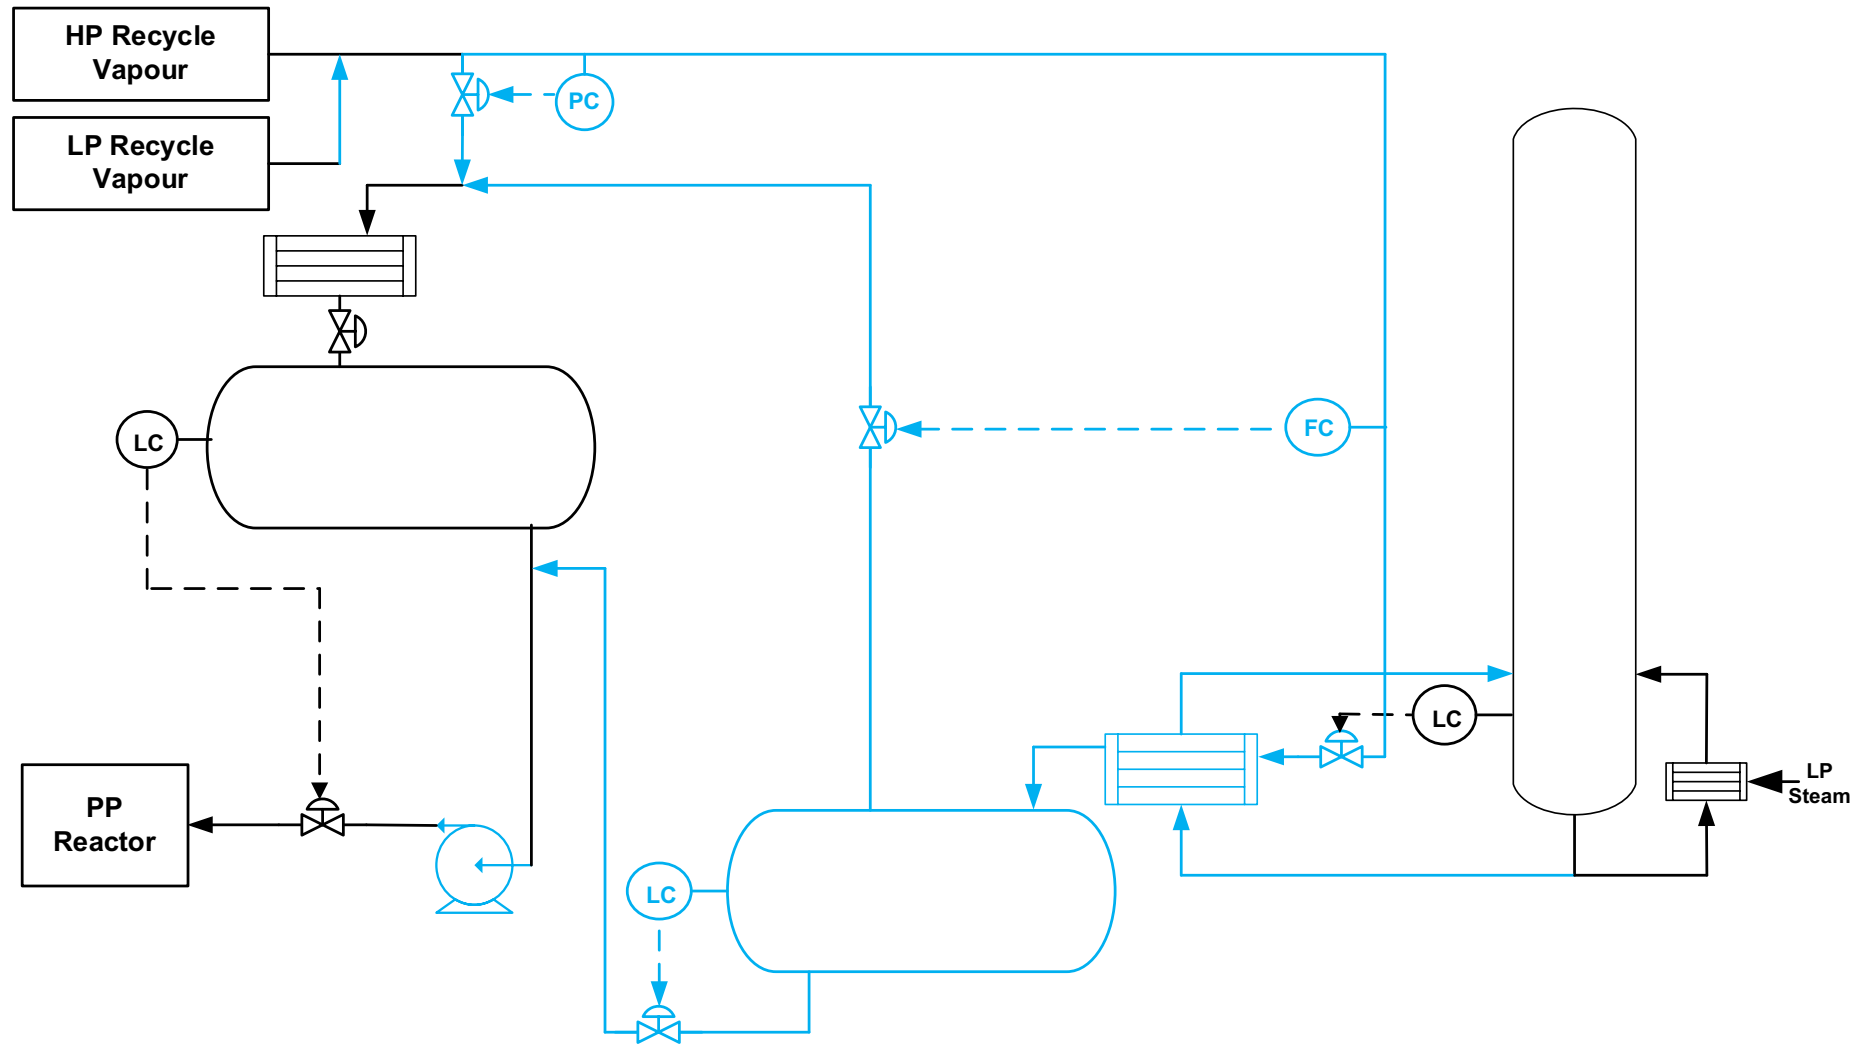 HP Recycle
Vapour
PC
LP Recycle
Vapour
LC
FC
LC
LP
Steam
PP
Reactor
LC